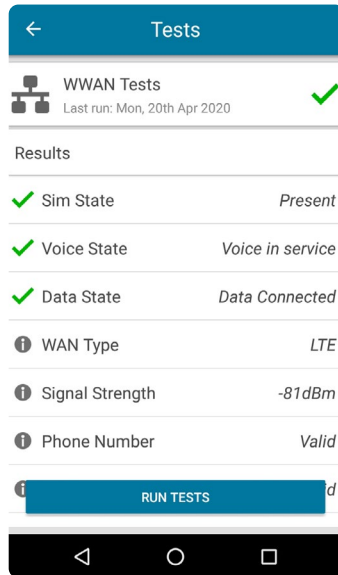 Tests
WWAN Tests
Last run: Mon, 20th Apr 2020
Results
Sim State Present
Voice State Voice in service
Data State Data Connected
WAN Type LTE
Signal Strength -81dBm
Phone Number Valid
RUN TESTS